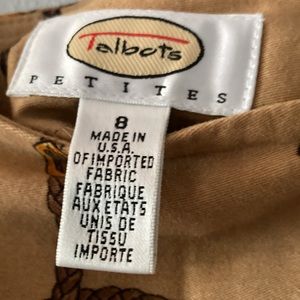 Talbots
PETITES
8
MADE IN
U.S.A.
OF IMPORTED
FABRIC
FABRIQUE
AUX ETATS
UNIS DE
TISSU
IMPORTE